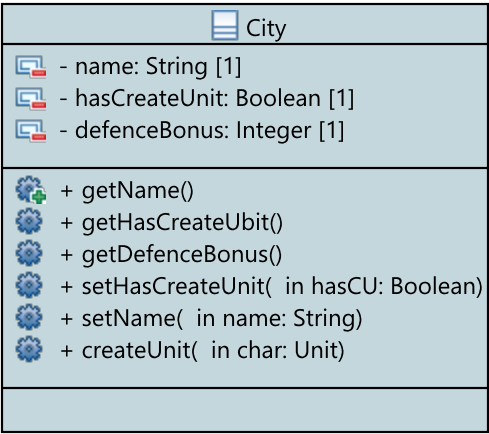 City
- name: String [1]
- hasCreateUnit: Boolean [1]
- defenceBonus: Integer [1]
+ getName()
+ getHasCreateUbit()
+ getDefenceBonus()
+ setHasCreateUnit(  in hasCU: Boolean)
+ setName(  in name: String)
+ createUnit(  in char: Unit)